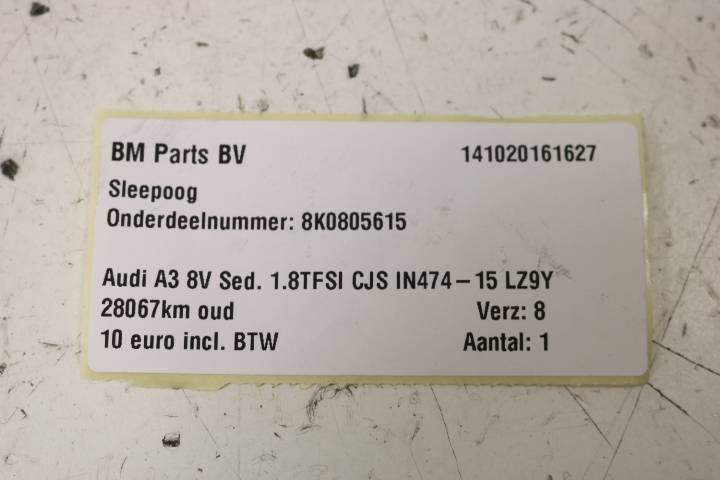 BM Parts BV 141020161627
Sleepoog
Onderdeelnummer: 8K0805615
Audi A3 8V Sed. 1.8TFSI CJS IN474-15 LZ9Y
28067km oud Verz: 8
10 euro incl. BTW Aantal: 1